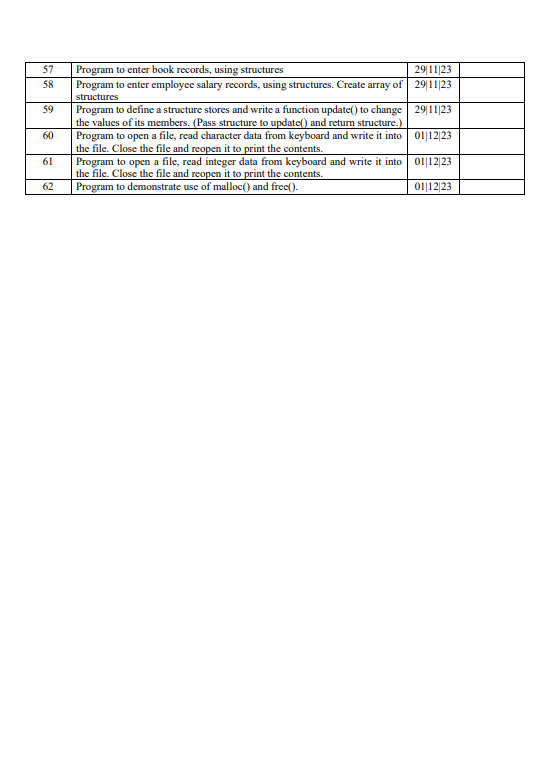 57 Program to enter book records, using structures 29|11|23
58 Program to enter employee salary records, using structures. Create array of 29|11|23
structures
59 Program to define a structure stores and write a function update() to change 29|11|23
the values of its members. (Pass structure to update() and return structure.)
60 Program to open a file, read character data from keyboard and write it into 01|12|23
the file. Close the file and reopen it to print the contents.
61 Program to open a file, read integer data from keyboard and write it into 01|12|23
the file. Close the file and reopen it to print the contents.
62 Program to demonstrate use of malloc() and free(). 01|12|23